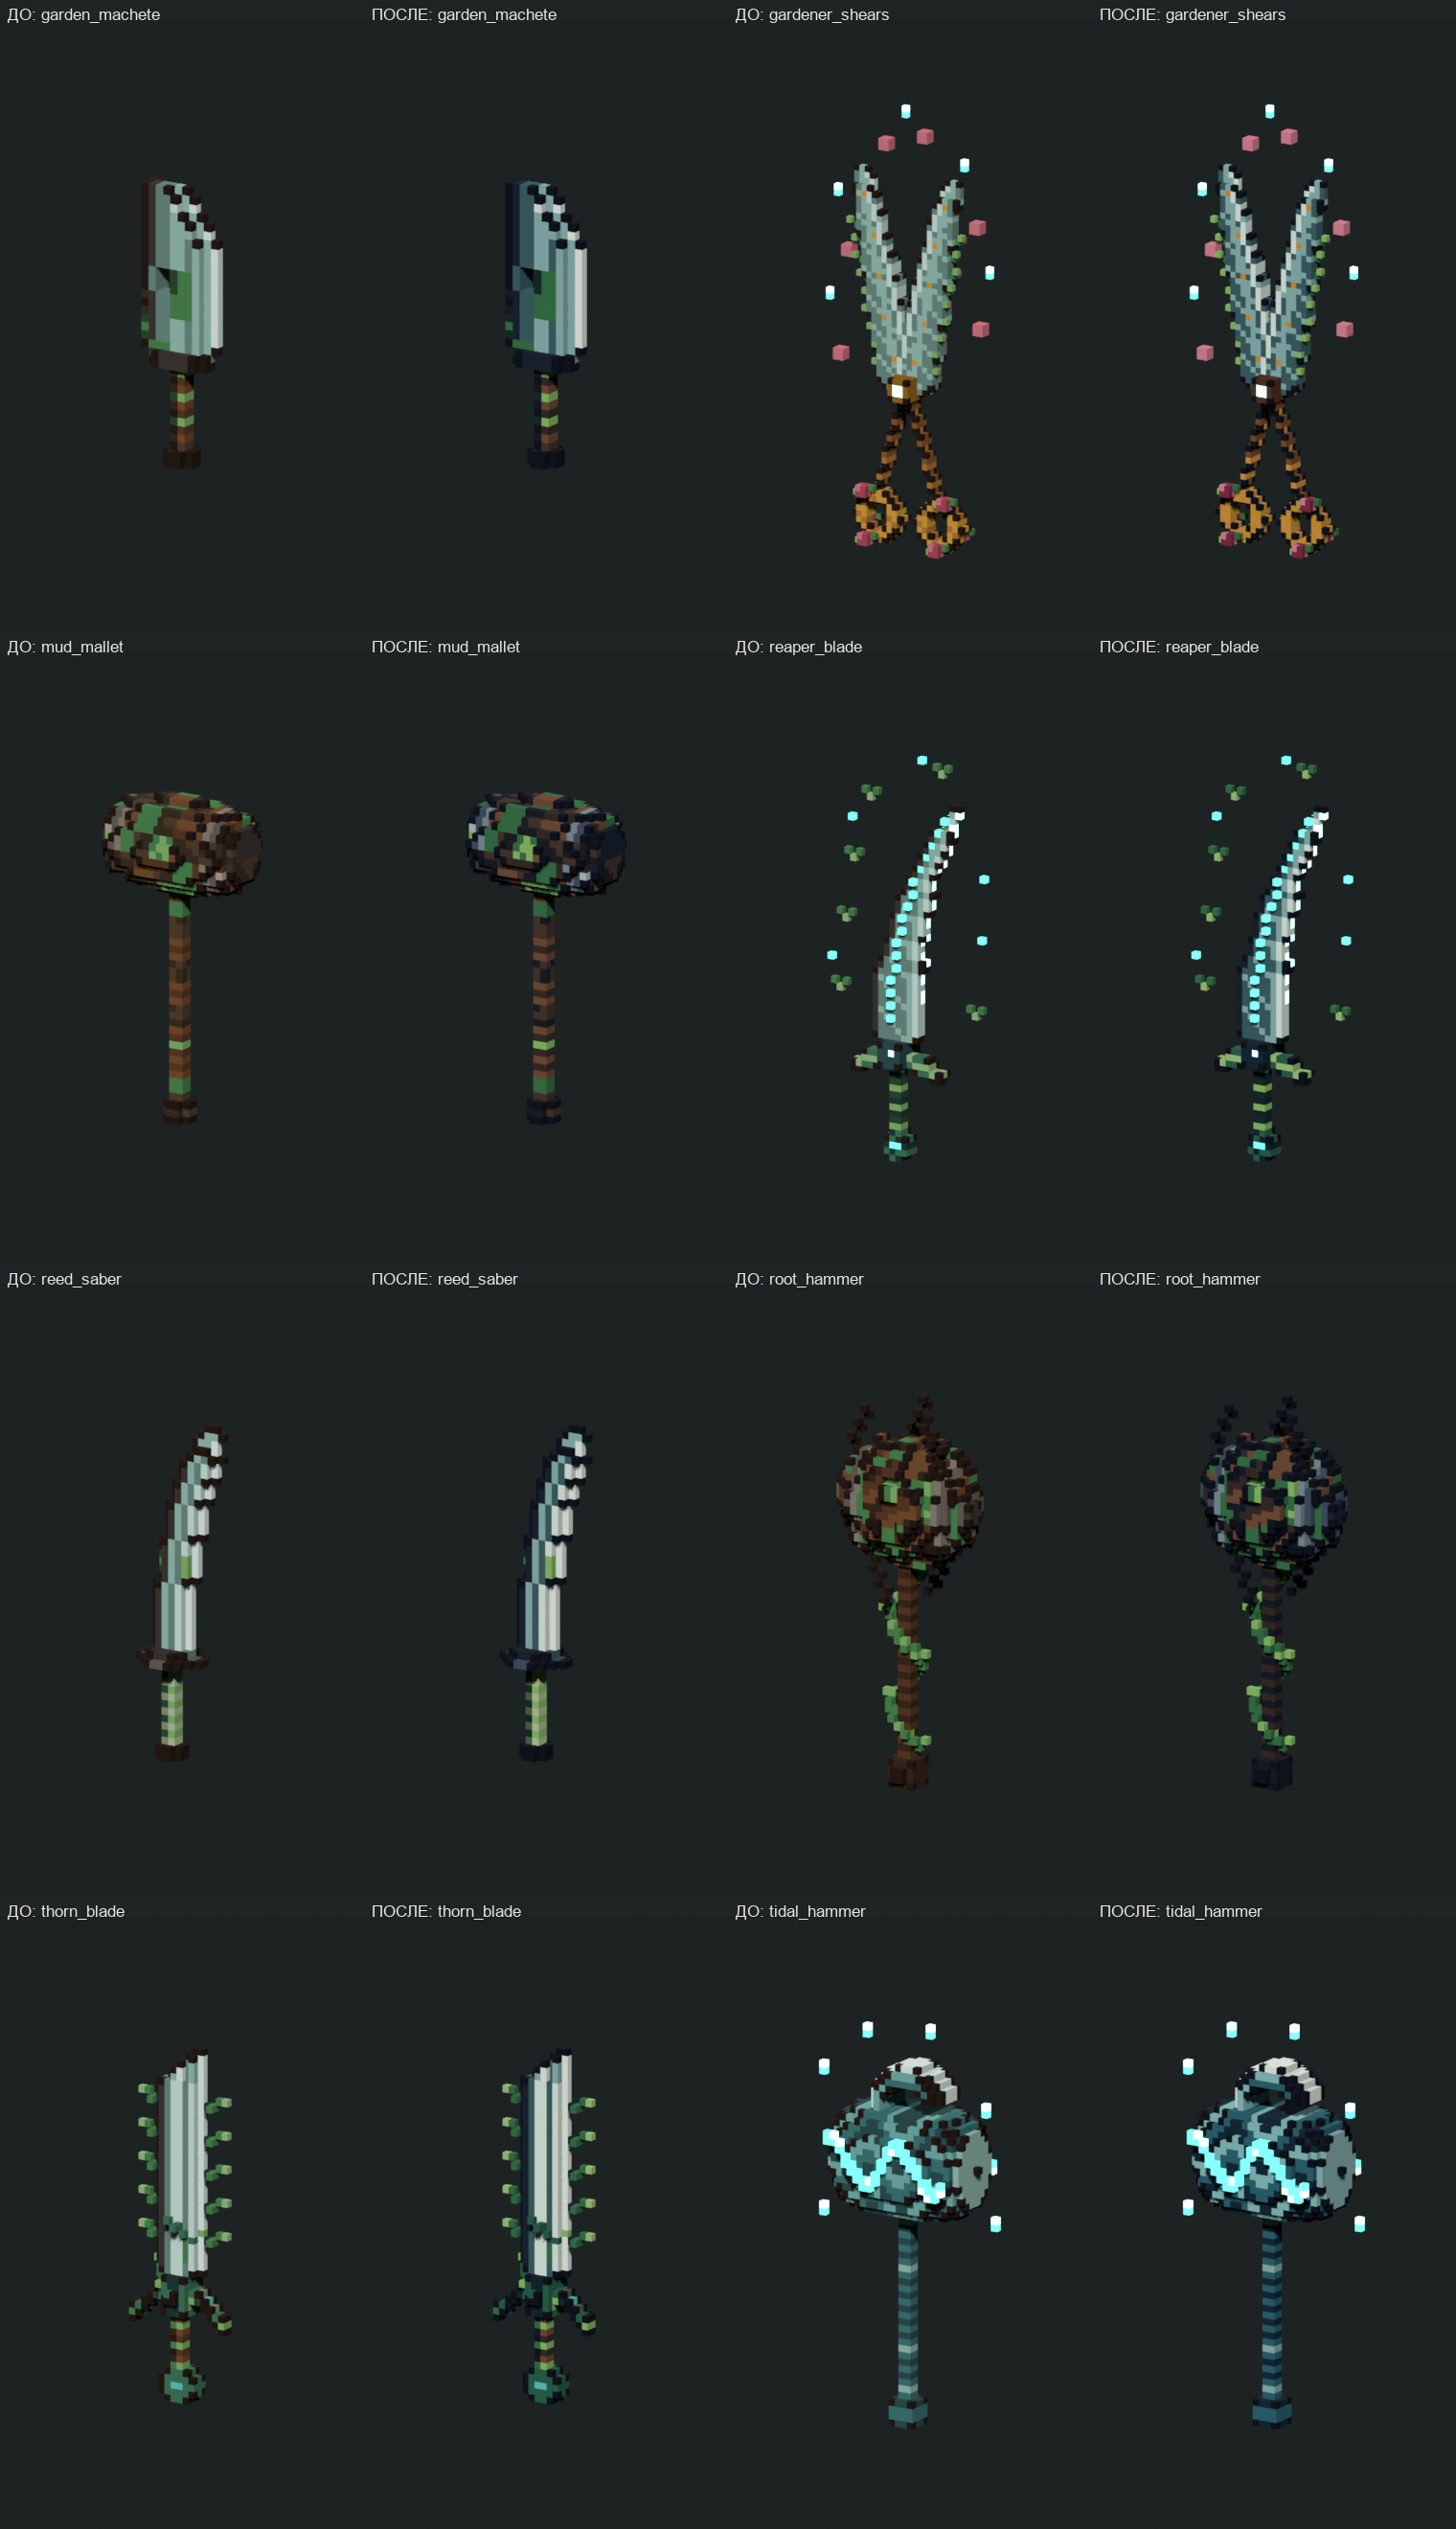 ДО: garden_machete
ПОСЛЕ: garden_machete
ДО: gardener_shears
ПОСЛЕ: gardener_shears
ДО: mud_mallet
ПОСЛЕ: mud_mallet
ДО: reaper_blade
ПОСЛЕ: reaper_blade
ДО: reed_saber
ПОСЛЕ: reed_saber
ДО: root_hammer
ПОСЛЕ: root_hammer
ДО: thorn_blade
ПОСЛЕ: thorn_blade
ДО: tidal_hammer
ПОСЛЕ: tidal_hammer